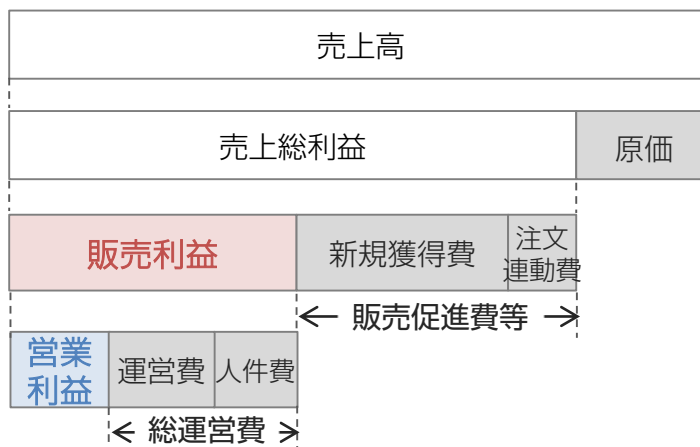 売上高
売上総利益
原価
販売利益
新規獲得費
注文
連動費
販売促進費等
営業
利益
運営費
人件費
総運営費